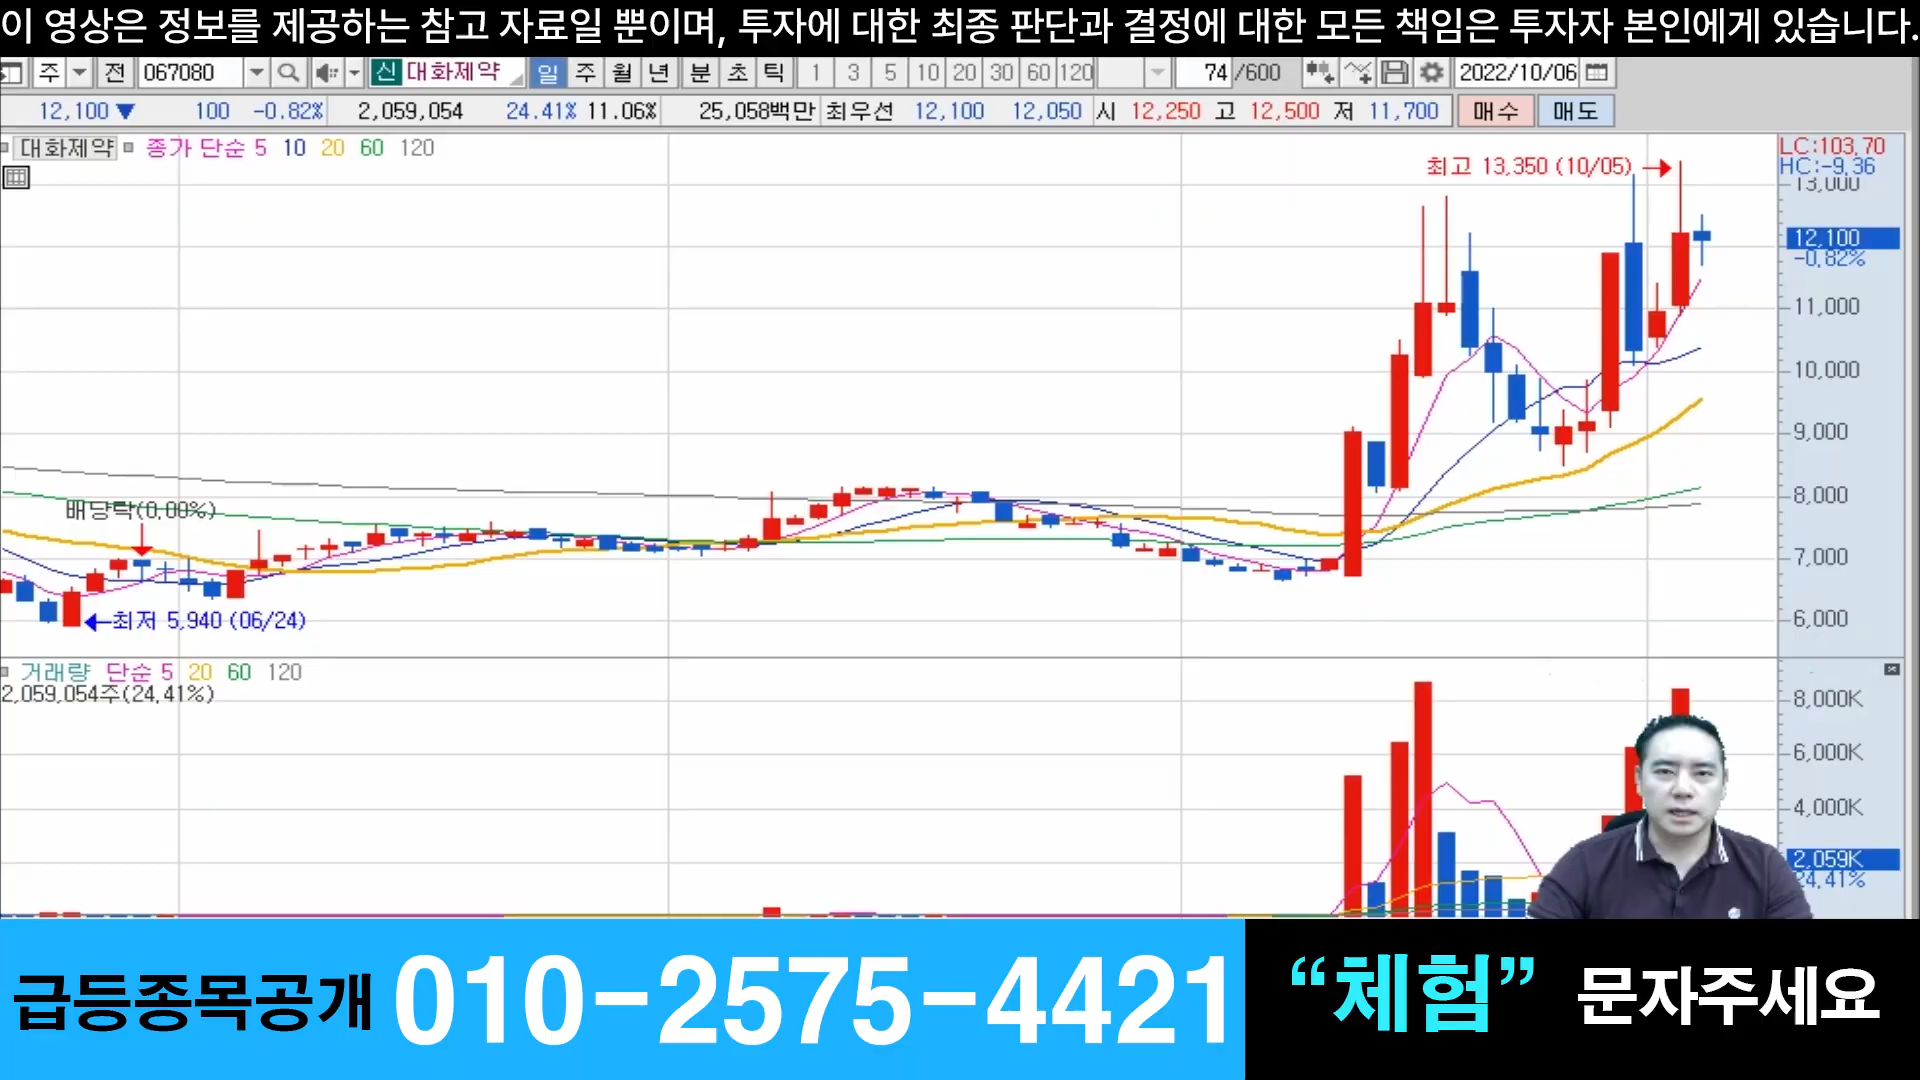 이 영상은 정보를 제공하는 참고 자료일 뿐이며, 투자에 대한 최종 판단과 결정에 대한 모든 책임은 투자자 본인에게 있습니다.
주 전 067080 신 대화제약 일 주 월 년 분 초 틱 1 3 5 10 20 30 60 120 74 /600 2022/10/06
12,100 ▼ 100 -0.82% 2,059,054 24.41% 11.06% 25,058백만 최우선 12,100 12,050 시 12,250 고 12,500 저 11,700 매수 매도
대화제약 종가 단순 5 10 20 60 120
최고 13,350 (10/05)
LC:103.70
HC:-9.36
13,000
12,100
-0.82%
11,000
10,000
9,000
8,000
7,000
6,000
배당락(0.00%)
최저 5,940 (06/24)
거래량 단순 5 20 60 120
2,059,054주(24.41%)
8,000K
6,000K
4,000K
2,059K
24.41%
급등종목공개 010-2575-4421 “체험” 문자주세요